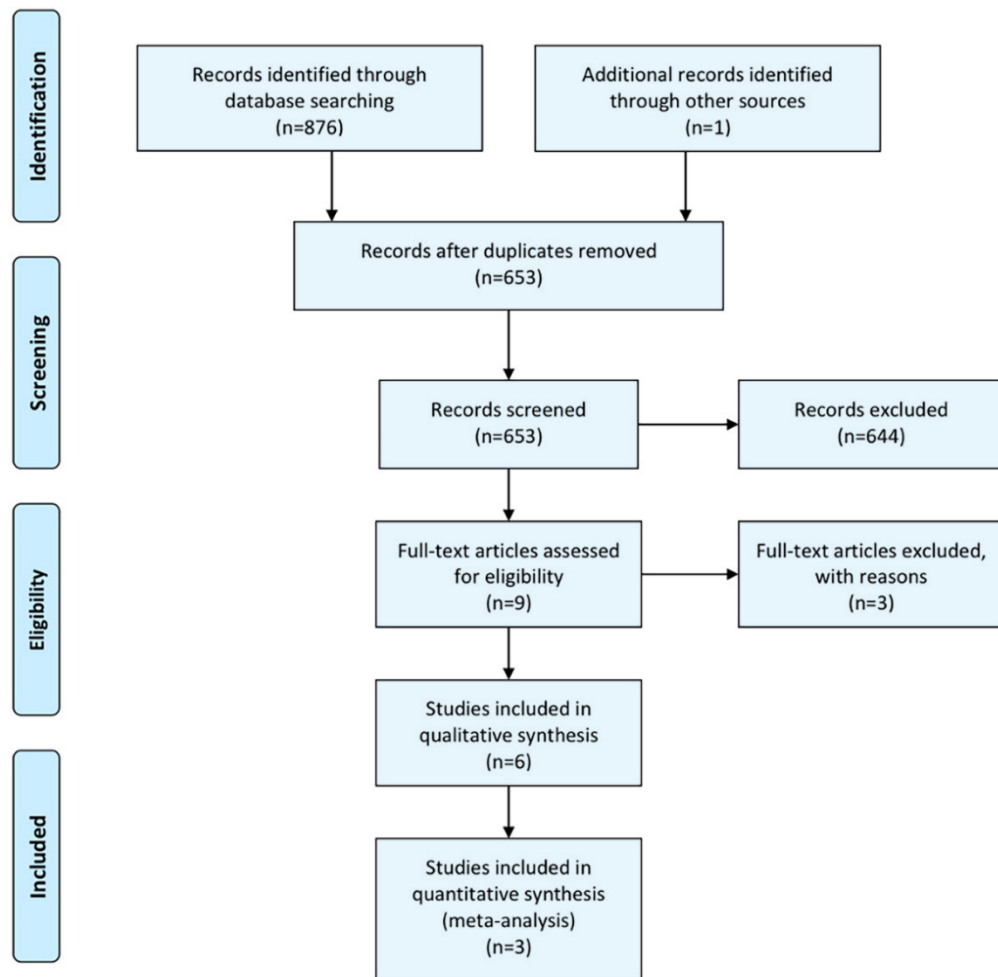 Identification
Records identified through
database searching
(n=876)
Additional records identified
through other sources
(n=1)
Records after duplicates removed
(n=653)
Screening
Records screened
(n=653)
Records excluded
(n=644)
Eligibility
Full-text articles assessed
for eligibility
(n=9)
Full-text articles excluded,
with reasons
(n=3)
Studies included in
qualitative synthesis
(n=6)
Included
Studies included in
quantitative synthesis
(meta-analysis)
(n=3)